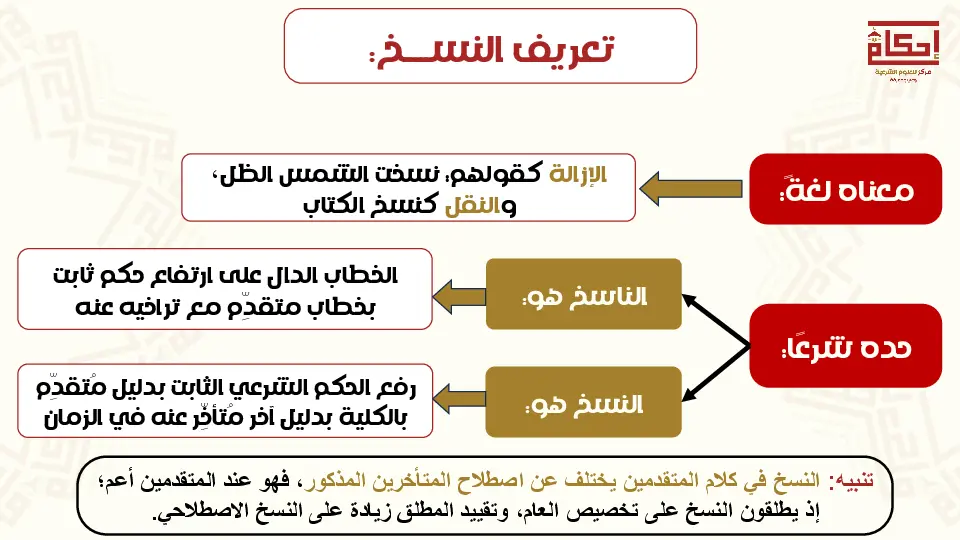 تعريف النســخ:
إحكام
مركز للعلوم الشرعية
معناه لغةً:
الإزالة كقولهم: نسخت الشمس الظل،
والنقل كنسخ الكتاب
حده شرعًا:
الناسخ هو:
الخطاب الدال على ارتفاع حكم ثابت
بخطاب متقدِّم مع تراخيه عنه
النسخ هو:
رفع الحكم الشرعي الثابت بدليل مُتقدِّم
بالكلية بدليل آخر مُتأخِّر عنه في الزمان
تنبيه: النسخ في كلام المتقدمين يختلف عن اصطلاح المتأخرين المذكور، فهو عند المتقدمين أعم؛
إذ يطلقون النسخ على تخصيص العام، وتقييد المطلق زيادة على النسخ الاصطلاحي.